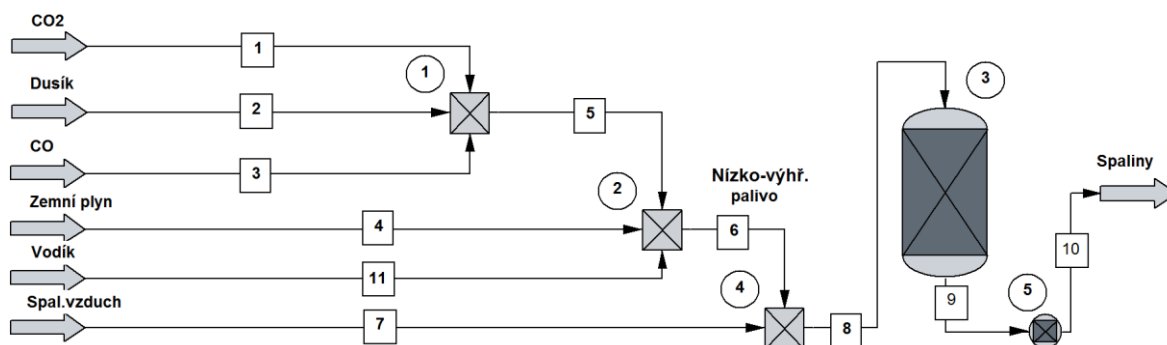 CO2
1
1
3
Dusík
2
5
CO
3
Spaliny
2
Nízko-výhř.
palivo
Zemní plyn
4
6
10
Vodík
11
4
9
5
Spal.vzduch
7
8